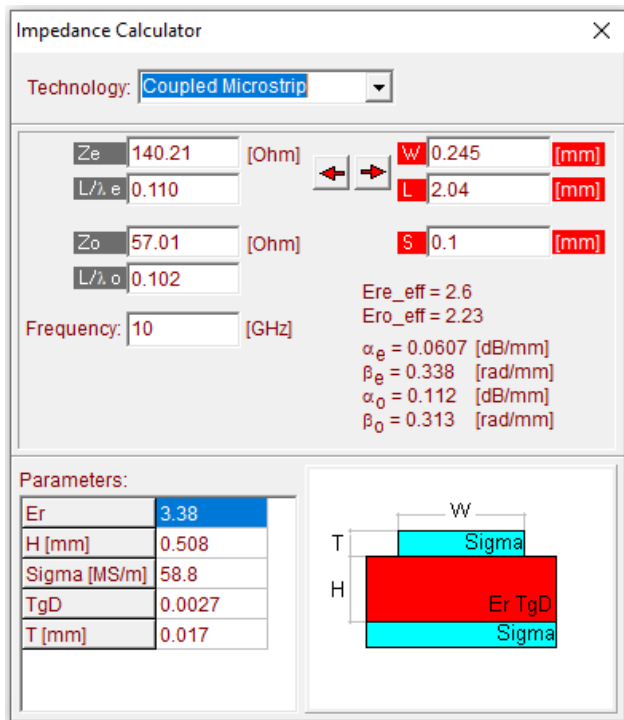 Impedance Calculator
Technology: Coupled Microstrip
Ze 140.21 [Ohm] W 0.245 [mm]
L/λ e 0.110 L 2.04 [mm]
Zo 57.01 [Ohm] S 0.1 [mm]
L/λ o 0.102
Ere_eff = 2.6
Ero_eff = 2.23
Frequency: 10 [GHz]
αe = 0.0607 [dB/mm]
βe = 0.338 [rad/mm]
αo = 0.112 [dB/mm]
βo = 0.313 [rad/mm]
Parameters:
Er 3.38
H [mm] 0.508
Sigma [MS/m] 58.8
TgD 0.0027
T [mm] 0.017
W
T Sigma
H
Er TgD
Sigma